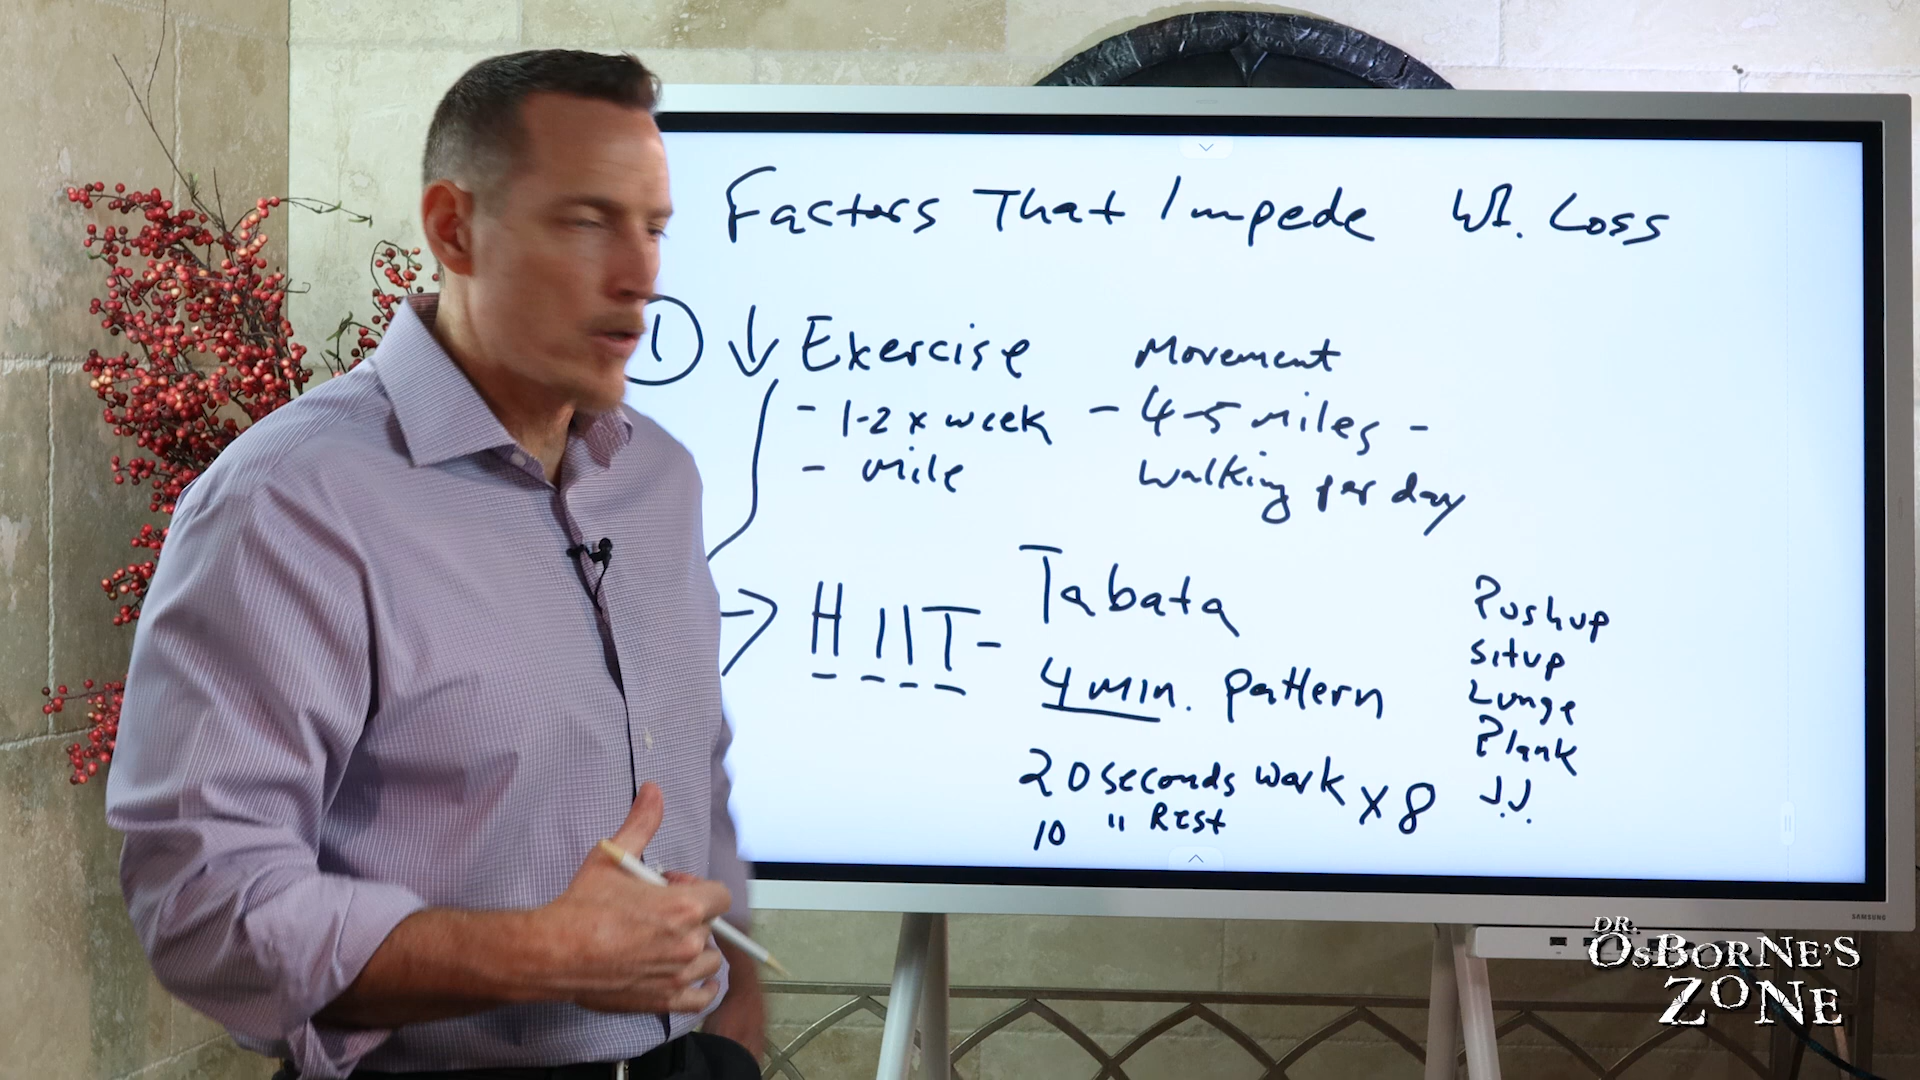 Factors That Impede Wt. Loss
1 ↓ Exercise
- 1-2 x week
- mile
Movement
- 4-5 miles -
walking per day
→ HIIT -
Tabata
4 min. pattern
20 seconds work x 8
10 " Rest
Pushup
Situp
Lunge
Plank
J.J.
SAMSUNG
DR.
OSBORNE'S
ZONE